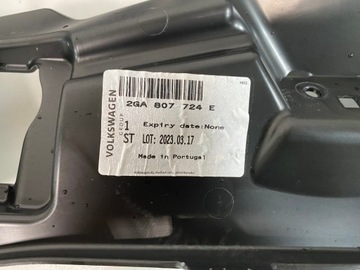 VOLKSWAGEN
GROUP
2GA 807 724 E
1
ST
Expiry date:None
LOT: 2023.03.17
Made in Portugal